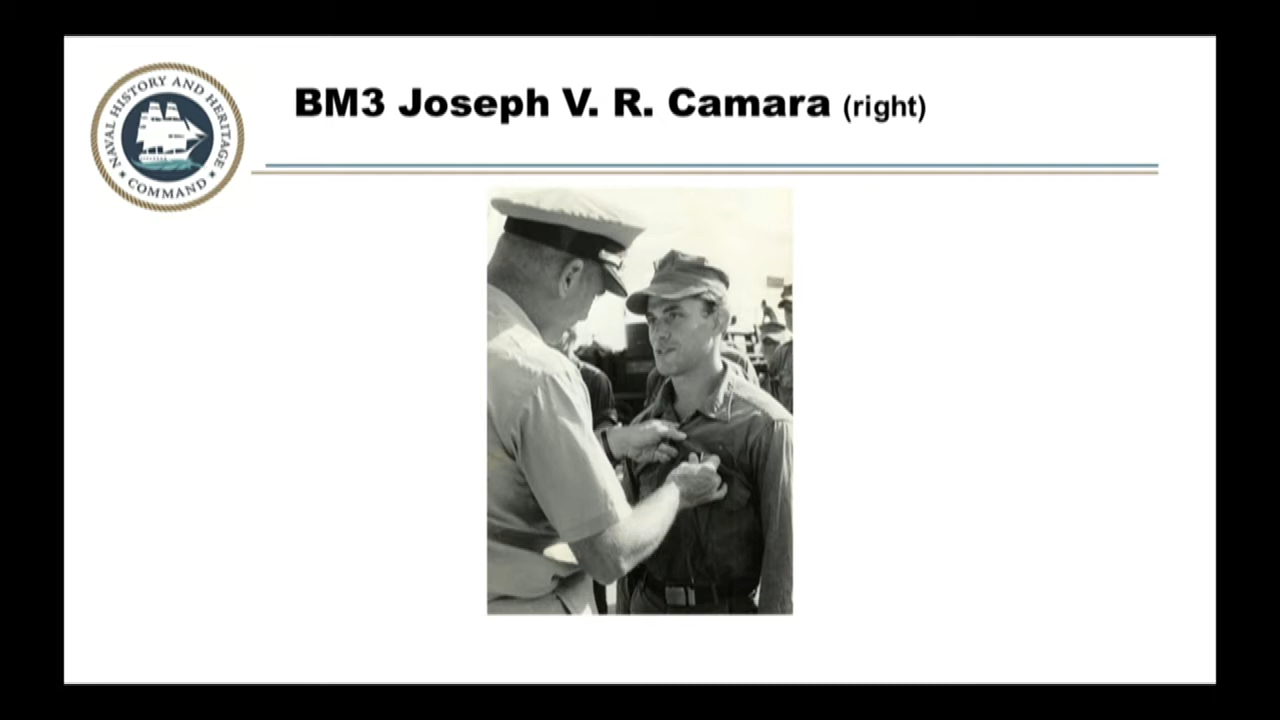 NAVAL HISTORY AND HERITAGE
COMMAND
BM3 Joseph V. R. Camara (right)